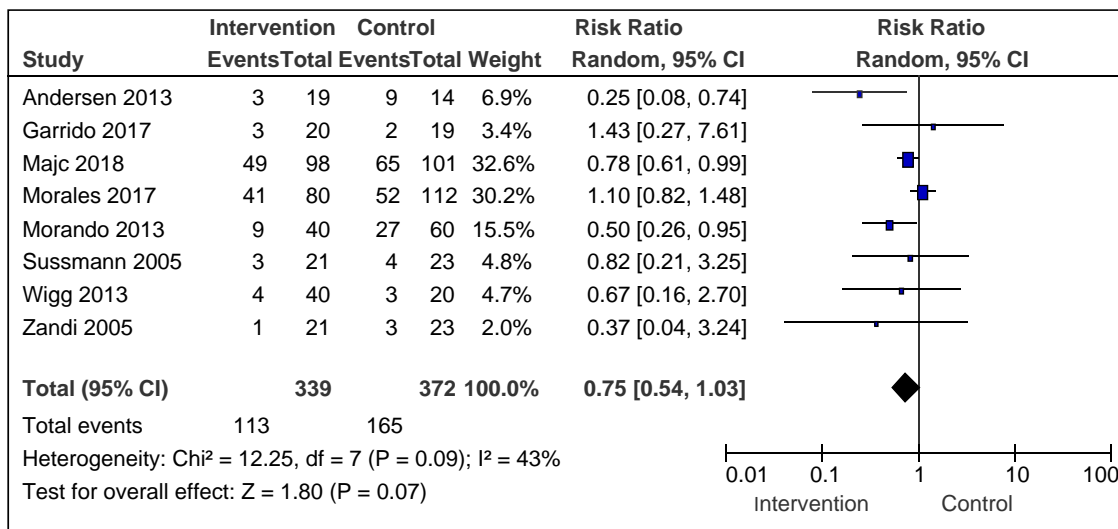 Intervention Control Risk Ratio Risk Ratio
Study Events Total Events Total Weight Random, 95% CI Random, 95% CI
Andersen 2013 3 19 9 14 6.9% 0.25 [0.08, 0.74]
Garrido 2017 3 20 2 19 3.4% 1.43 [0.27, 7.61]
Majc 2018 49 98 65 101 32.6% 0.78 [0.61, 0.99]
Morales 2017 41 80 52 112 30.2% 1.10 [0.82, 1.48]
Morando 2013 9 40 27 60 15.5% 0.50 [0.26, 0.95]
Sussmann 2005 3 21 4 23 4.8% 0.82 [0.21, 3.25]
Wigg 2013 4 40 3 20 4.7% 0.67 [0.16, 2.70]
Zandi 2005 1 21 3 23 2.0% 0.37 [0.04, 3.24]
Total (95% CI) 339 372 100.0% 0.75 [0.54, 1.03]
Total events 113 165
Heterogeneity: Chi² = 12.25, df = 7 (P = 0.09); I² = 43%
Test for overall effect: Z = 1.80 (P = 0.07)
0.01 0.1 1 10 100
Intervention Control